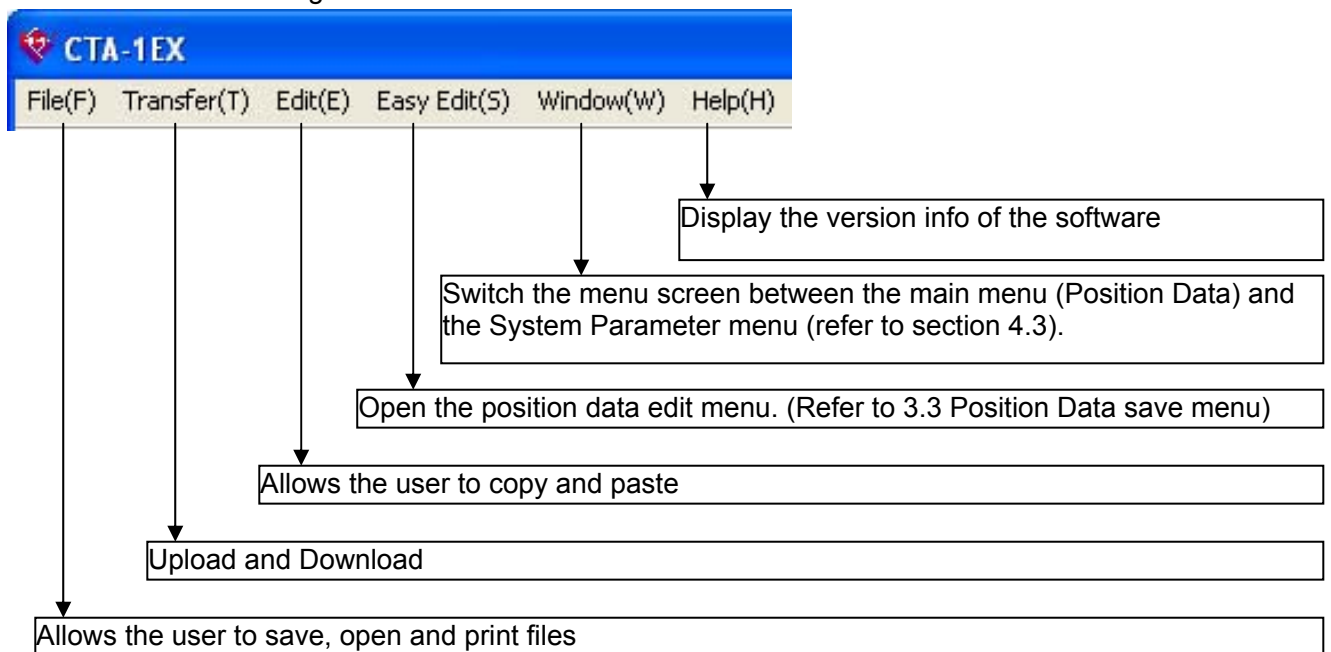 CTA-1EX
File(F) Transfer(T) Edit(E) Easy Edit(S) Window(W) Help(H)
Display the version info of the software
Switch the menu screen between the main menu (Position Data) and
the System Parameter menu (refer to section 4.3).
Open the position data edit menu. (Refer to 3.3 Position Data save menu)
Allows the user to copy and paste
Upload and Download
Allows the user to save, open and print files